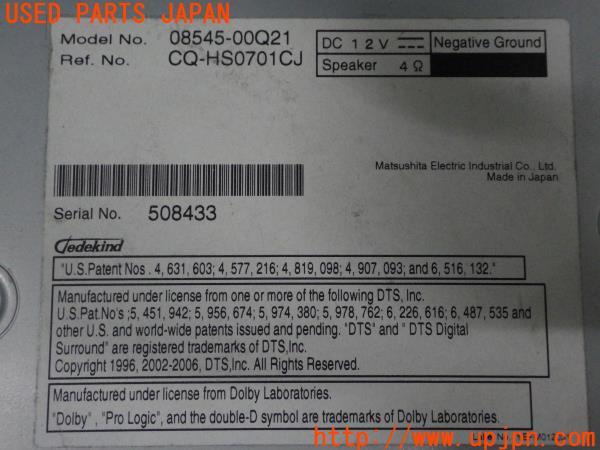 USED PARTS JAPAN
Model No. 08545-00Q21
Ref. No. CQ-HS0701CJ
DC 12V Negative Ground
Speaker 4Ω
Matsushita Electric Industrial Co., Ltd.
Made in Japan
Serial No. 508433
Gedekind
"U.S.Patent Nos . 4, 631, 603; 4, 577, 216; 4, 819, 098; 4, 907, 093; and 6, 516, 132."
Manufactured under license from one or more of the following DTS, Inc.
U.S.Pat.No's ;5, 451, 942; 5, 956, 674; 5, 974, 380; 5, 978, 762; 6, 226, 616; 6, 487, 535 and
other U.S. and world-wide patents issued and pending. "DTS" and " DTS Digital
Surround" are registered trademarks of DTS,Inc.
Copyright 1996, 2002-2006, DTS,Inc. All Rights Reserved.
Manufactured under license from Dolby Laboratories.
"Dolby" , "Pro Logic", and the double-D symbol are trademarks of Dolby Laboratories.
http://www.upjpn.com/